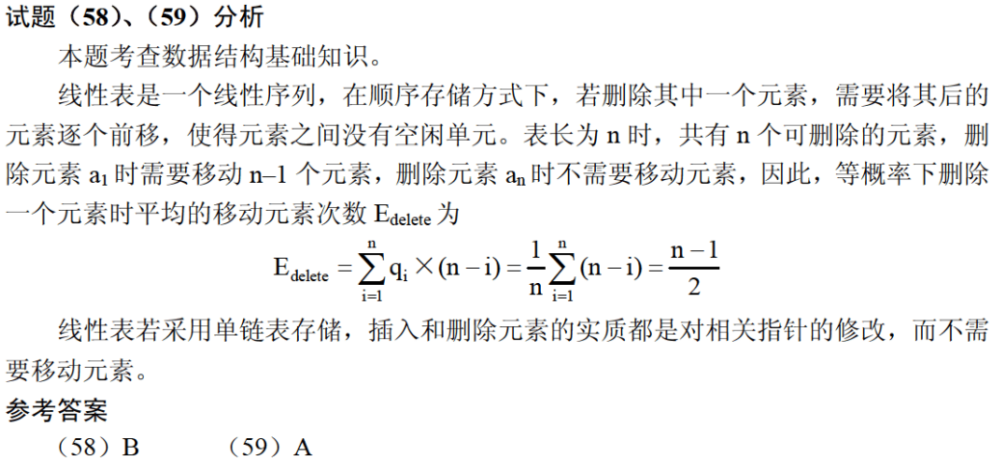 试题（58）、（59）分析
本题考查数据结构基础知识。
线性表是一个线性序列，在顺序存储方式下，若删除其中一个元素，需要将其后的
元素逐个前移，使得元素之间没有空闲单元。表长为 n 时，共有 n 个可删除的元素，删
除元素 a₁ 时需要移动 n–1 个元素，删除元素 aₙ 时不需要移动元素，因此，等概率下删除
一个元素时平均的移动元素次数 E_delete 为
E_delete = ∑_{i=1}^{n} q_i × (n – i) = \frac{1}{n} ∑_{i=1}^{n} (n – i) = \frac{n – 1}{2}
线性表若采用单链表存储，插入和删除元素的实质都是对相关指针的修改，而不需
要移动元素。
参考答案
（58）B （59）A